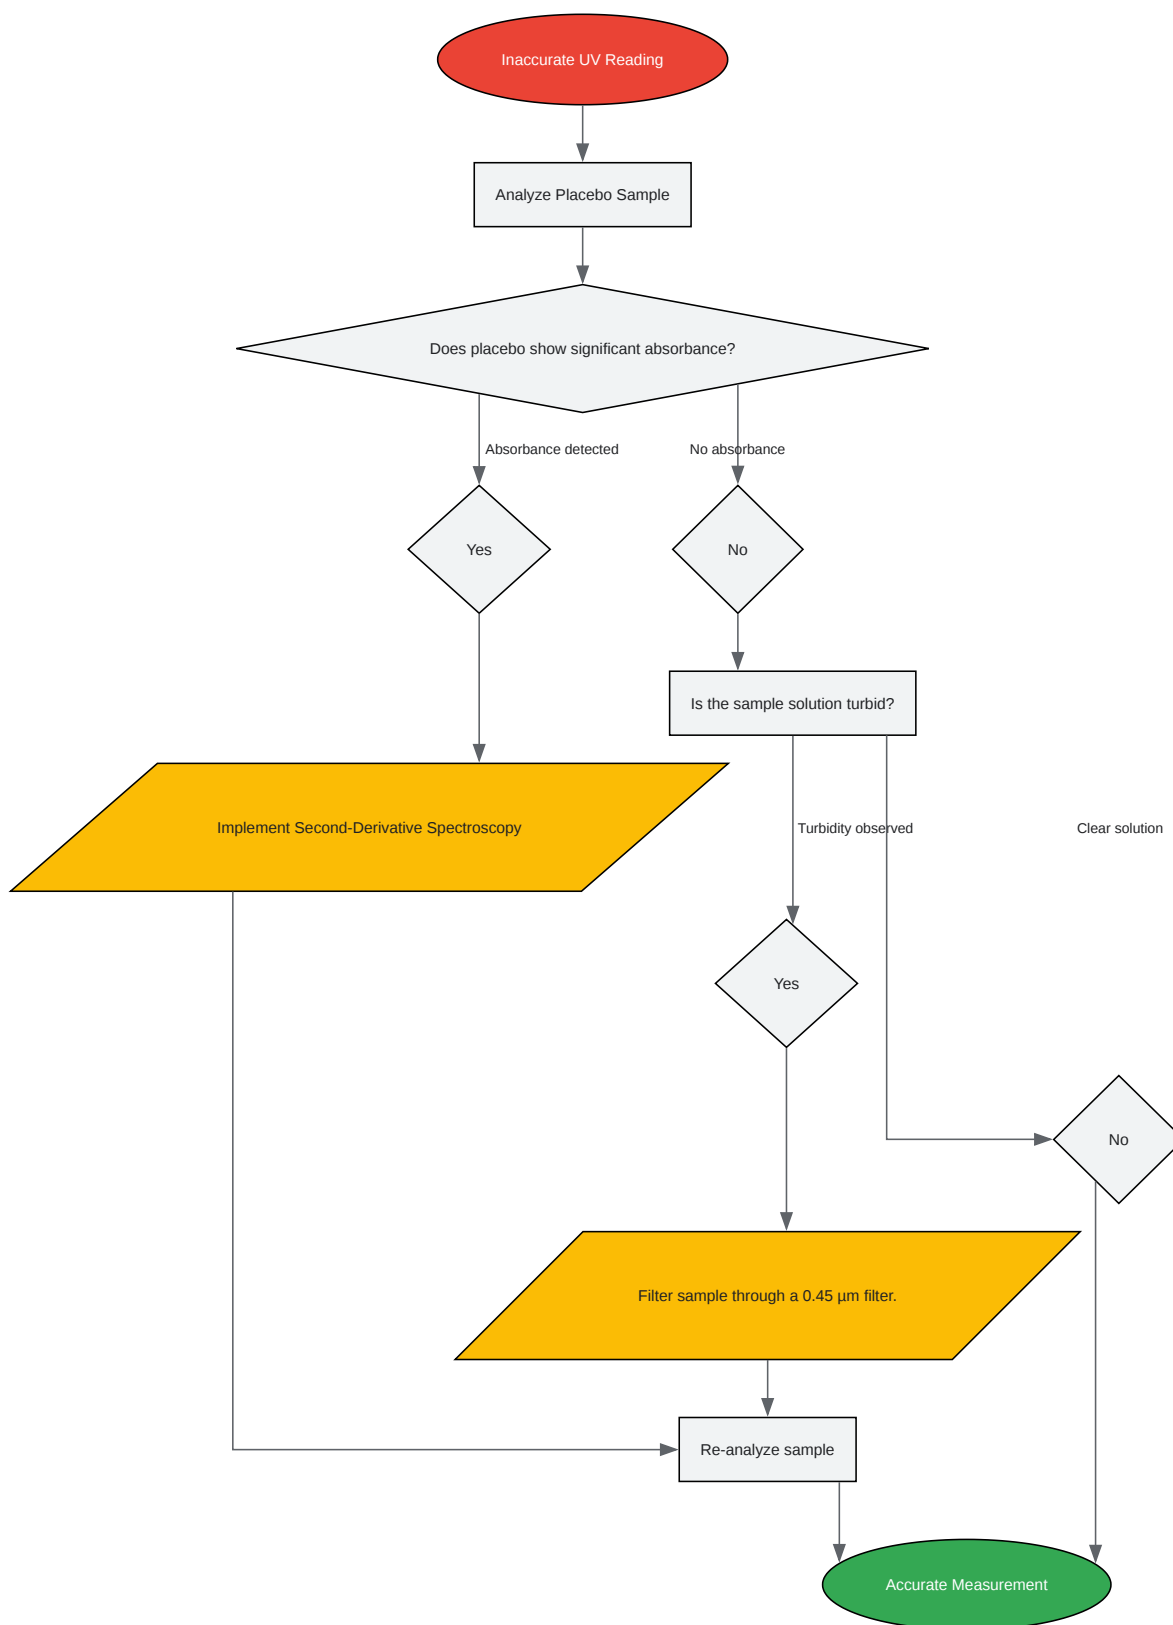 Inaccurate UV Reading
Analyze Placebo Sample
Does placebo show significant absorbance?
Absorbance detected
No absorbance
Yes
No
Is the sample solution turbid?
Implement Second-Derivative Spectroscopy
Turbidity observed
Clear solution
Yes
No
Filter sample through a 0.45 µm filter.
Re-analyze sample
Accurate Measurement